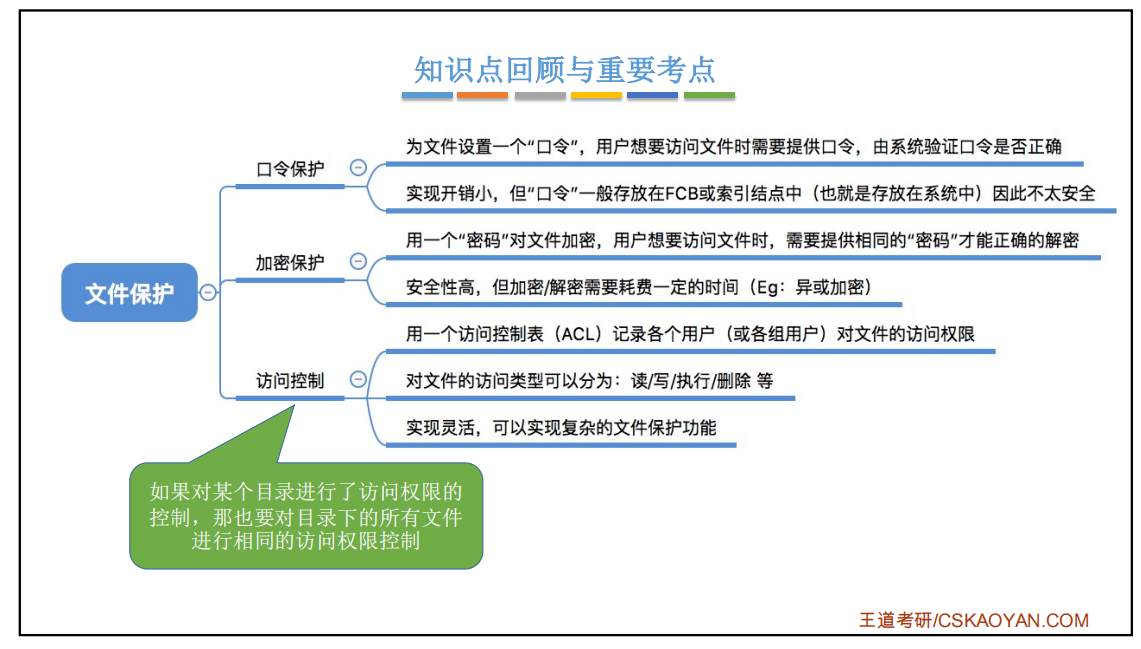 知识点回顾与重要考点
文件保护
口令保护
为文件设置一个“口令”，用户想要访问文件时需要提供口令，由系统验证口令是否正确
实现开销小，但“口令”一般存放在FCB或索引结点中（也就是存放在系统中）因此不太安全
加密保护
用一个“密码”对文件加密，用户想要访问文件时，需要提供相同的“密码”才能正确的解密
安全性高，但加密/解密需要耗费一定的时间（Eg：异或加密）
访问控制
用一个访问控制表（ACL）记录各个用户（或各组用户）对文件的访问权限
对文件的访问类型可以分为：读/写/执行/删除 等
实现灵活，可以实现复杂的文件保护功能
如果对某个目录进行了访问权限的
控制，那也要对目录下的所有文件
进行相同的访问权限控制
王道考研/CSKAOYAN.COM